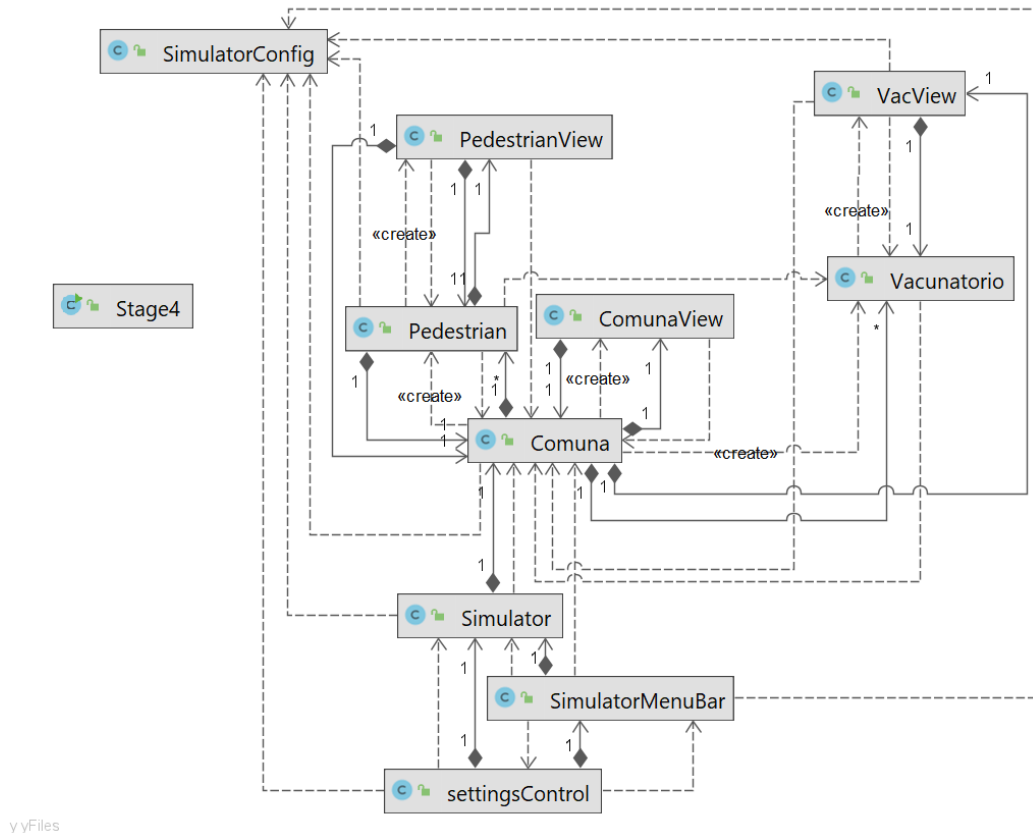 SimulatorConfig
1
VacView
1
PedestrianView
1
1
1
«create»
«create»
1
Vacunatorio
Stage4
11
ComunaView
Pedestrian
*
1
*
1
«create»
1
1
«create»
1
1
1
1
Comuna
«create»
1
1
1
1
Simulator
1
1
SimulatorMenuBar
1
1
settingsControl
y yFiles